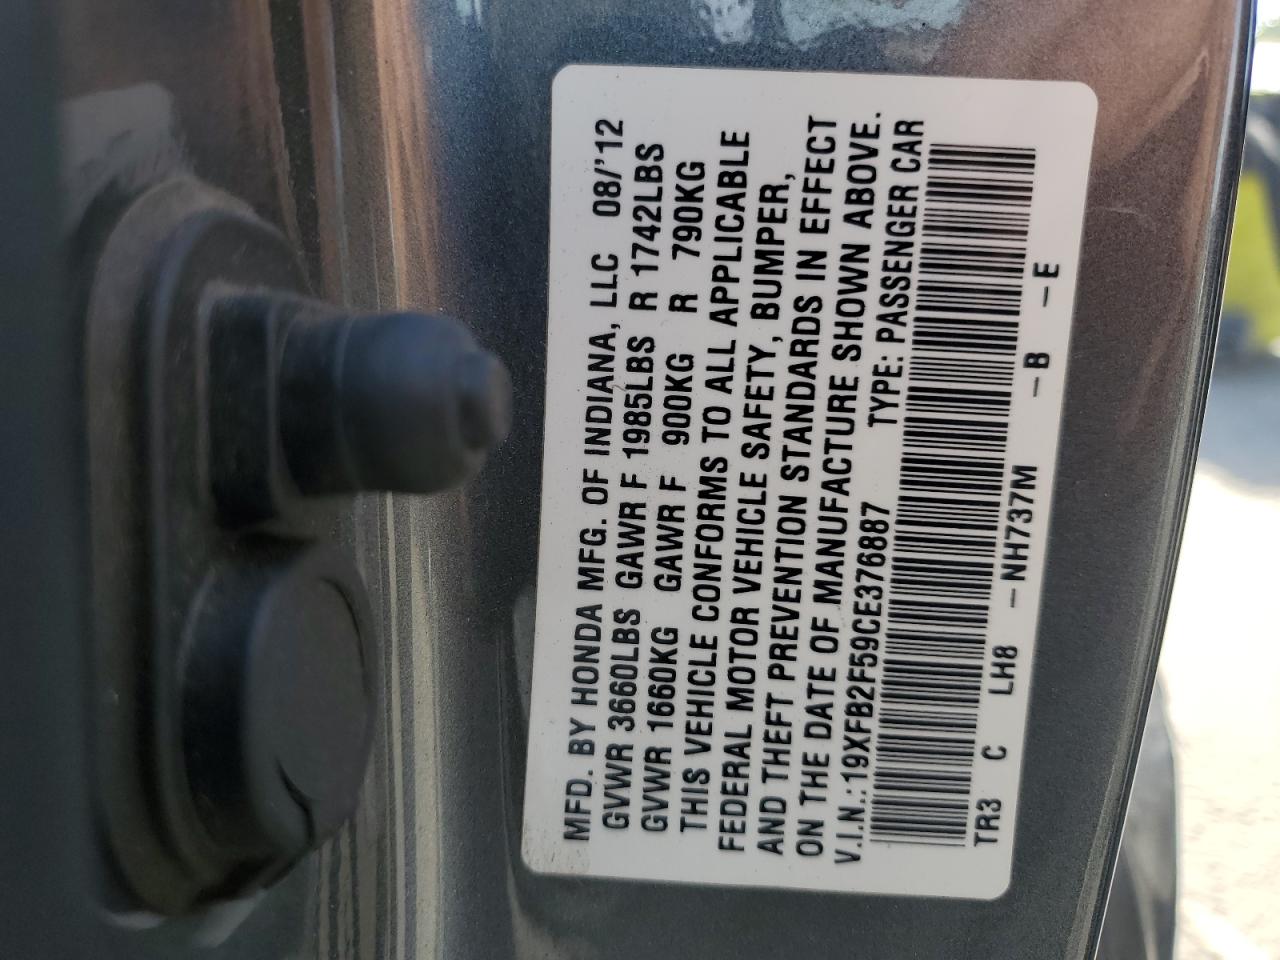 MFD. BY HONDA MFG. OF INDIANA, LLC 08/'12
GVWR 3660LBS GAWR F 1985LBS R 1742LBS
GVWR 1660KG GAWR F 900KG R 790KG
THIS VEHICLE CONFORMS TO ALL APPLICABLE
FEDERAL MOTOR VEHICLE SAFETY, BUMPER,
AND THEFT PREVENTION STANDARDS IN EFFECT
ON THE DATE OF MANUFACTURE SHOWN ABOVE.
V.I.N.:19XFB2F59CE376887 TYPE: PASSENGER CAR
TR3 C LH8 –NH737M –B –E